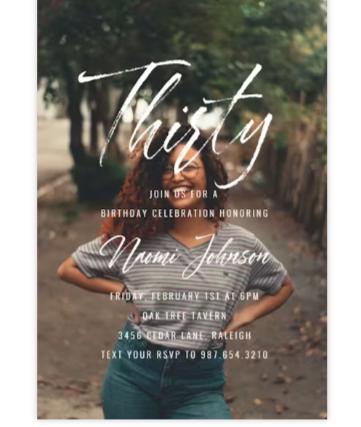 Thirty
JOIN US FOR A
BIRTHDAY CELEBRATION HONORING
Naomi Johnson
FRIDAY, FEBRUARY 1ST AT 6PM
OAK TREE TAVERN
3456 CEDAR LANE, RALEIGH
TEXT YOUR RSVP TO 987.654.3210